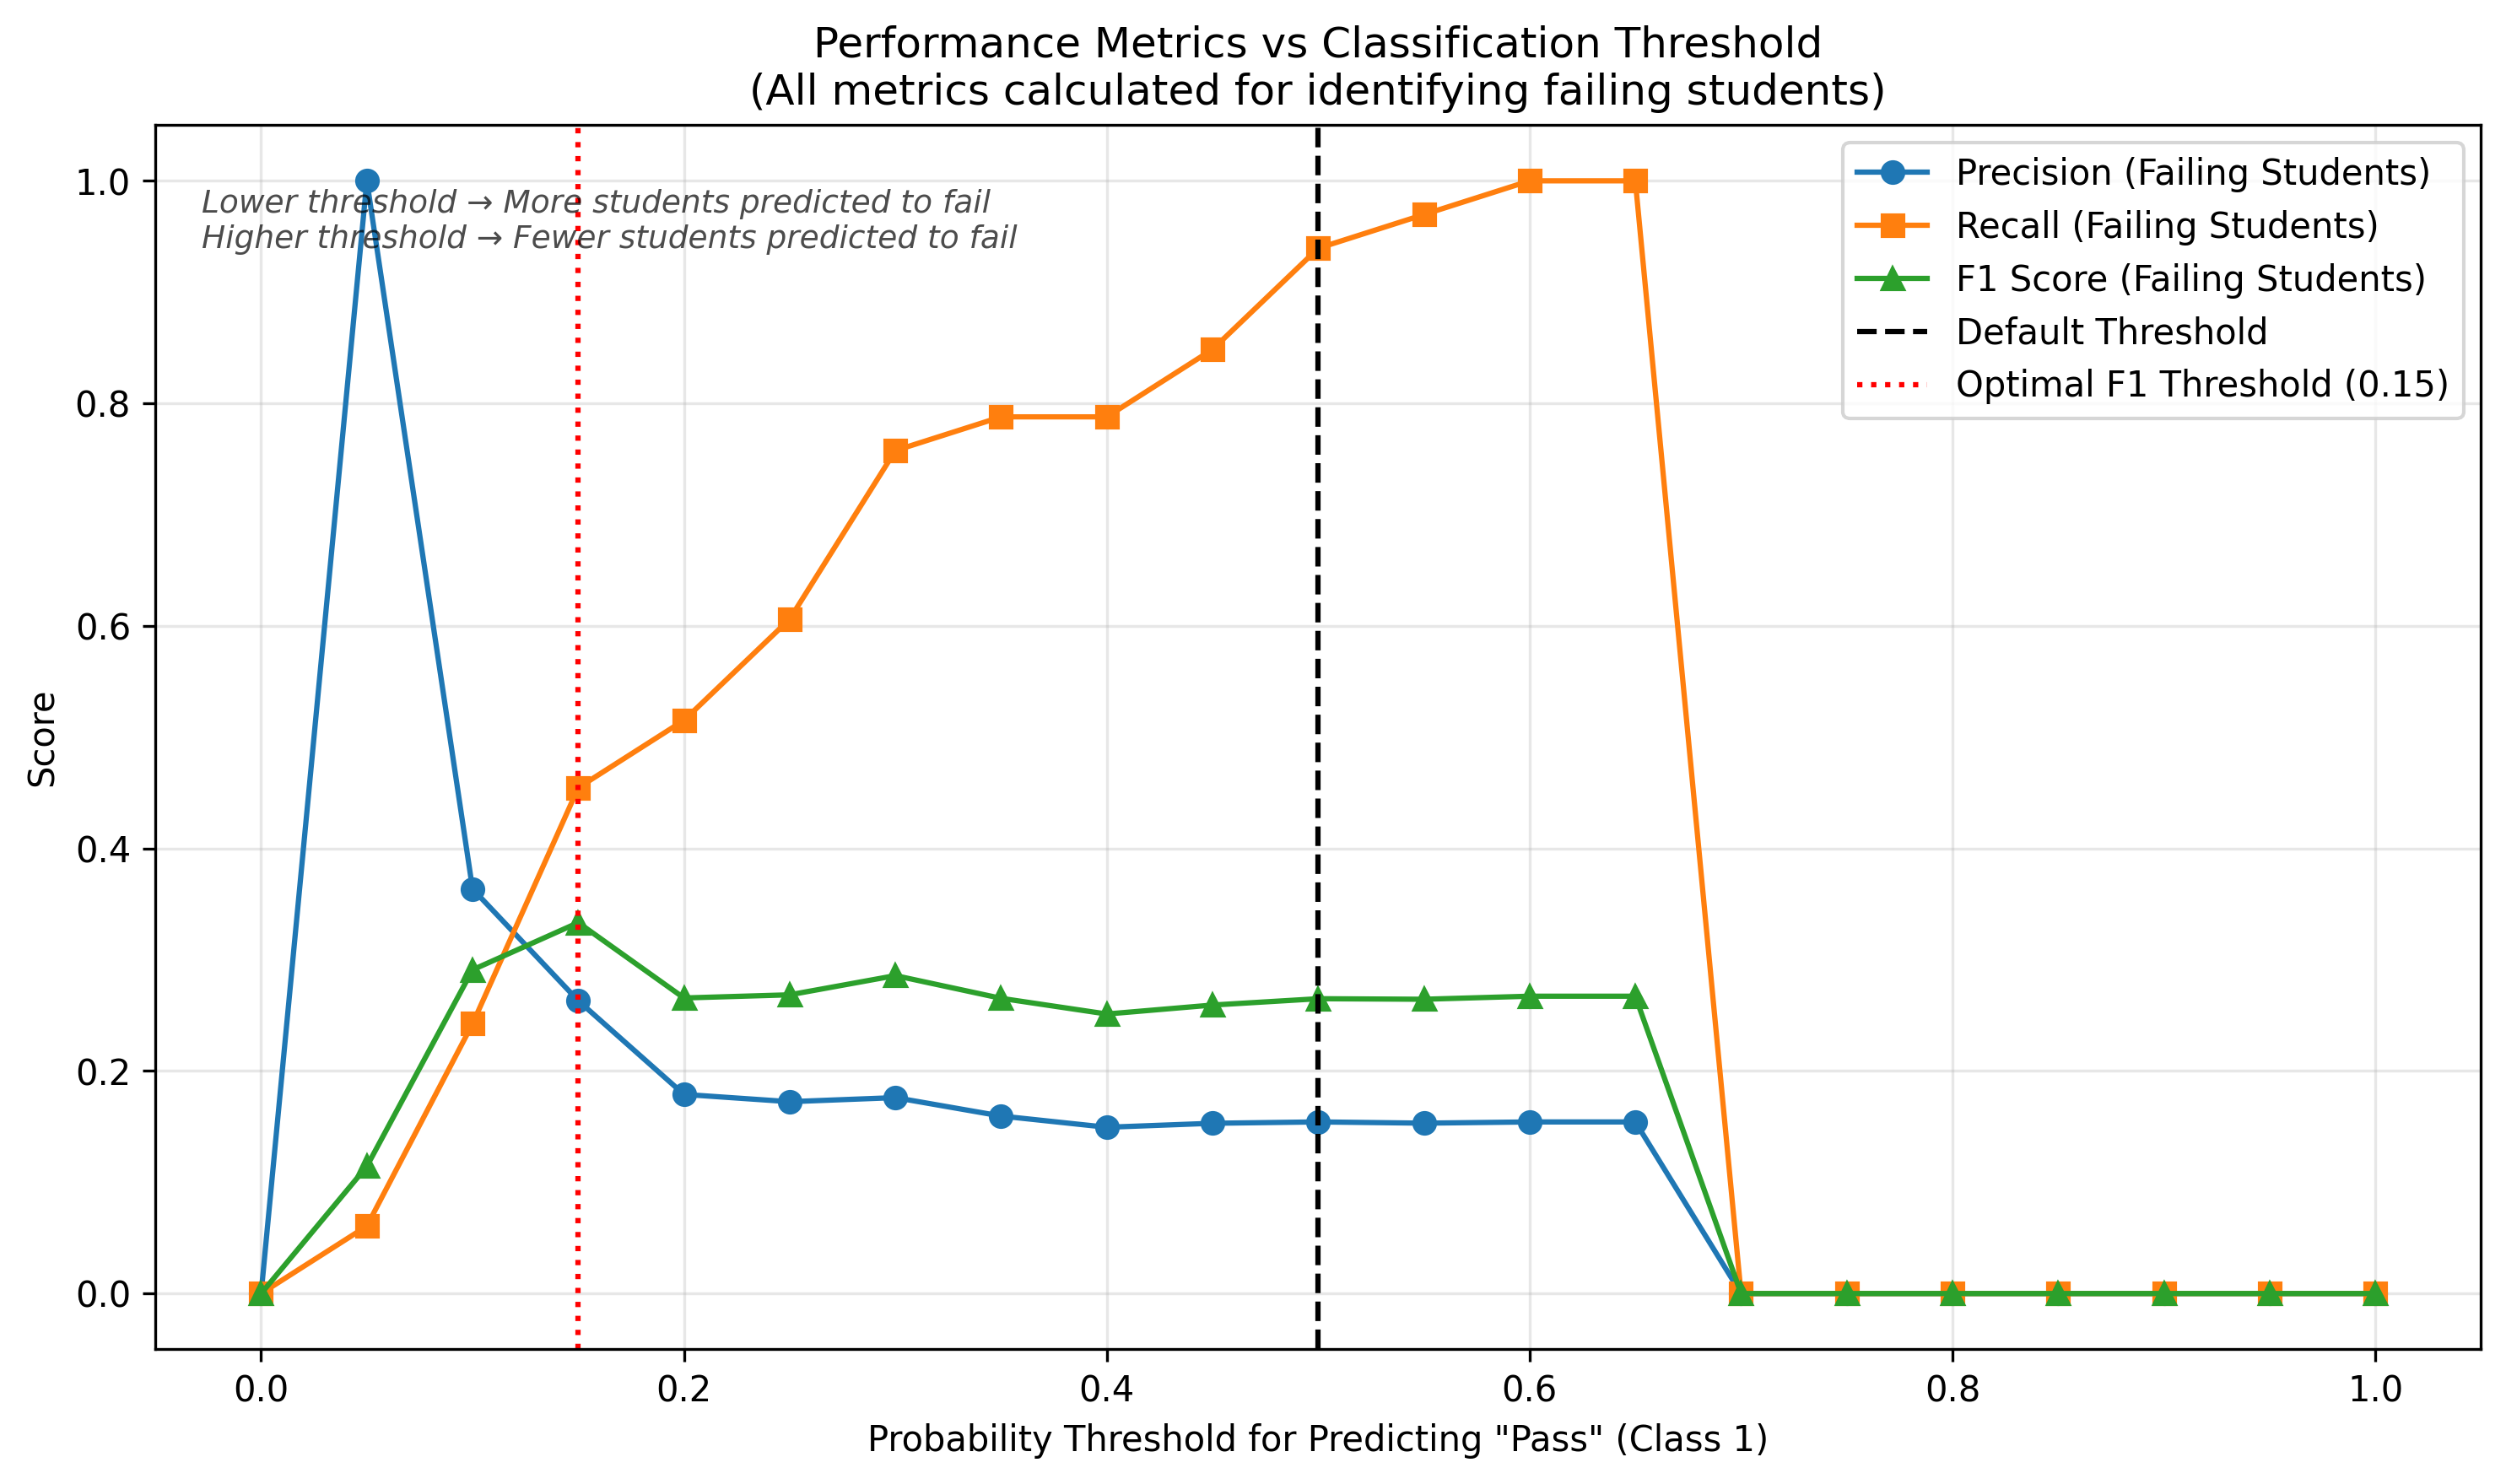 Performance Metrics vs Classification Threshold
(All metrics calculated for identifying failing students)
Lower threshold → More students predicted to fail
Higher threshold → Fewer students predicted to fail
Precision (Failing Students)
Recall (Failing Students)
F1 Score (Failing Students)
Default Threshold
Optimal F1 Threshold (0.15)
Score
1.0
0.8
0.6
0.4
0.2
0.0
0.0 0.2 0.4 0.6 0.8 1.0
Probability Threshold for Predicting "Pass" (Class 1)